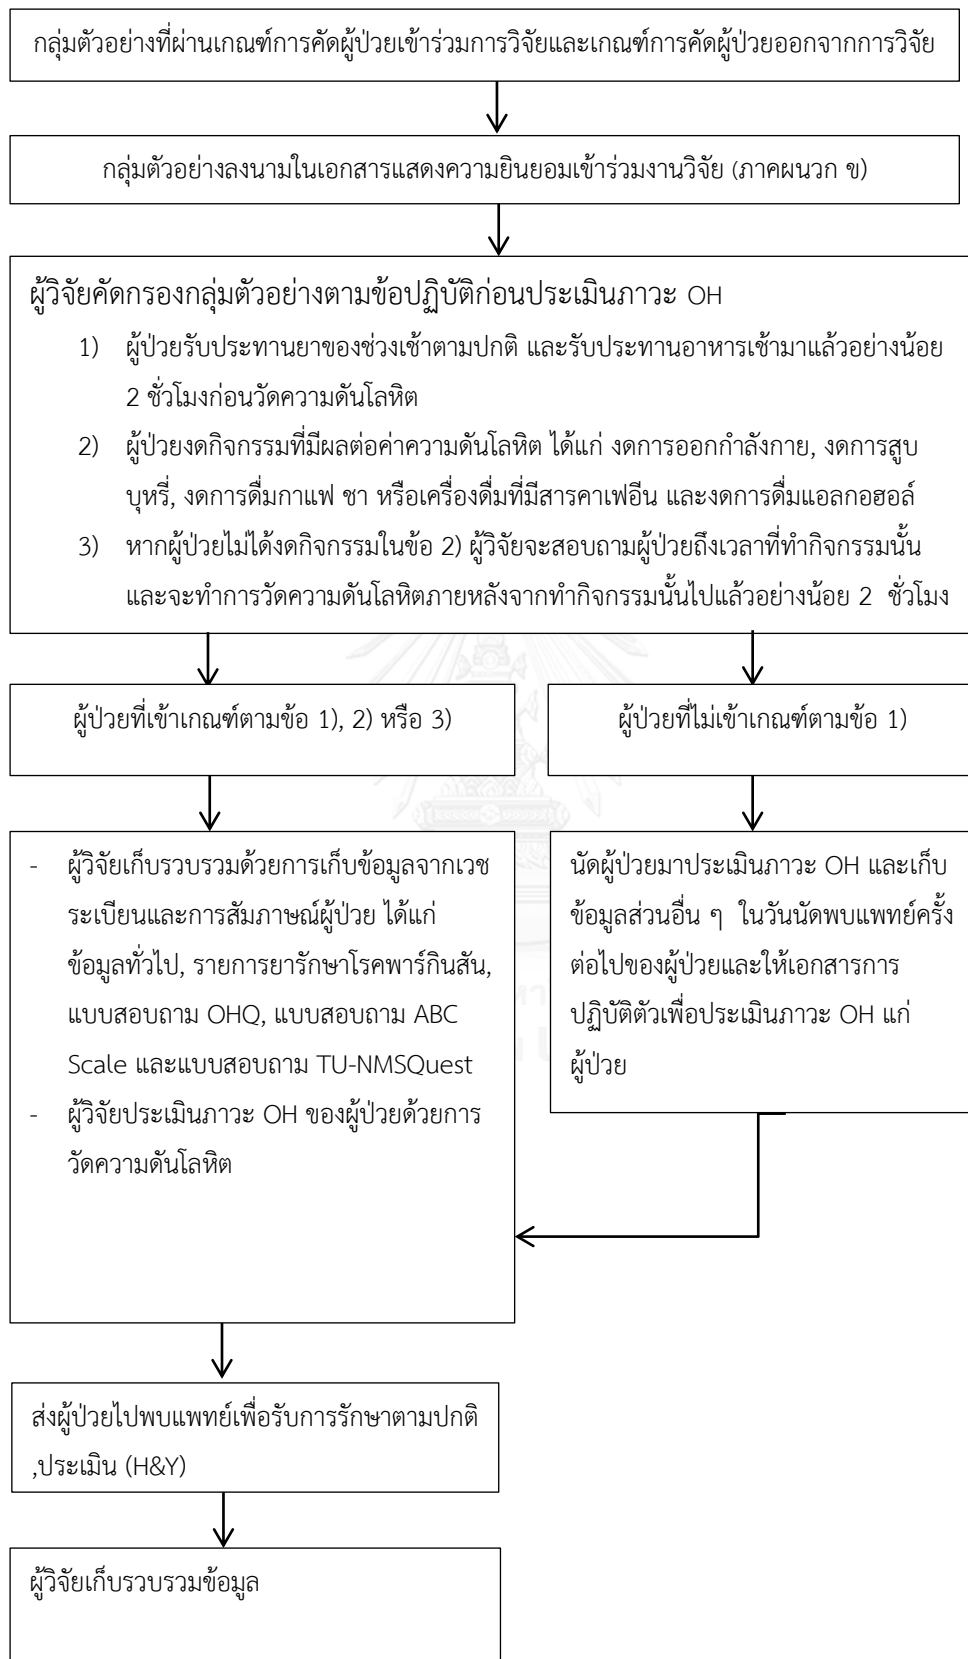 กลุ่มตัวอย่างที่ผ่านเกณฑ์การคัดผู้ป่วยเข้าร่วมการวิจัยและเกณฑ์การคัดผู้ป่วยออกจากการวิจัย
กลุ่มตัวอย่างลงนามในเอกสารแสดงความยินยอมเข้าร่วมงานวิจัย (ภาคผนวก ข)
ผู้วิจัยคัดกรองกลุ่มตัวอย่างตามข้อปฏิบัติก่อนประเมินภาวะ OH
1) ผู้ป่วยรับประทานยาของช่วงเช้าตามปกติ และรับประทานอาหารเช้ามาแล้วอย่างน้อย
2 ชั่วโมงก่อนวัดความดันโลหิต
2) ผู้ป่วยงดกิจกรรมที่มีผลต่อค่าความดันโลหิต ได้แก่ งดการออกกำลังกาย, งดการสูบ
บุหรี่, งดการดื่มกาแฟ ชา หรือเครื่องดื่มที่มีสารคาเฟอีน และงดการดื่มแอลกอฮอล์
3) หากผู้ป่วยไม่ได้งดกิจกรรมในข้อ 2) ผู้วิจัยจะสอบถามผู้ป่วยถึงเวลาที่ทำกิจกรรมนั้น
และจะทำการวัดความดันโลหิตภายหลังจากทำกิจกรรมนั้นไปแล้วอย่างน้อย 2 ชั่วโมง
ผู้ป่วยที่เข้าเกณฑ์ตามข้อ 1), 2) หรือ 3)
ผู้ป่วยที่ไม่เข้าเกณฑ์ตามข้อ 1)
- ผู้วิจัยเก็บรวบรวมด้วยการเก็บข้อมูลจากเวช
ระเบียนและการสัมภาษณ์ผู้ป่วย ได้แก่
ข้อมูลทั่วไป, รายการยารักษาโรคพาร์กินสัน,
แบบสอบถาม OHQ, แบบสอบถาม ABC
Scale และแบบสอบถาม TU-NMSQuest
- ผู้วิจัยประเมินภาวะ OH ของผู้ป่วยด้วยการ
วัดความดันโลหิต
นัดผู้ป่วยมาประเมินภาวะ OH และเก็บ
ข้อมูลส่วนอื่น ๆ ในวันนัดพบแพทย์ครั้ง
ต่อไปของผู้ป่วยและให้เอกสารการ
ปฏิบัติตัวเพื่อประเมินภาวะ OH แก่
ผู้ป่วย
ส่งผู้ป่วยไปพบแพทย์เพื่อรับการรักษาตามปกติ
,ประเมิน (H&Y)
ผู้วิจัยเก็บรวบรวมข้อมูล